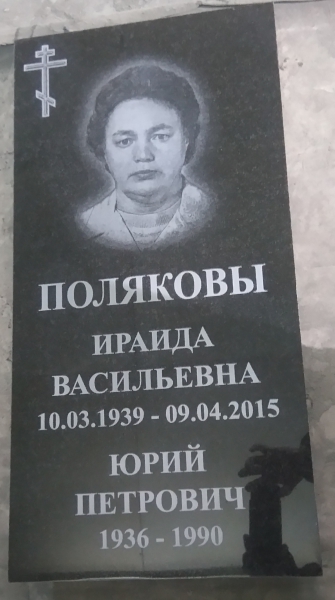 ПОЛЯКОВЫ
ИРАИДА
ВАСИЛЬЕВНА
10.03.1939 - 09.04.2015
ЮРИЙ
ПЕТРОВИЧ
1936 - 1990